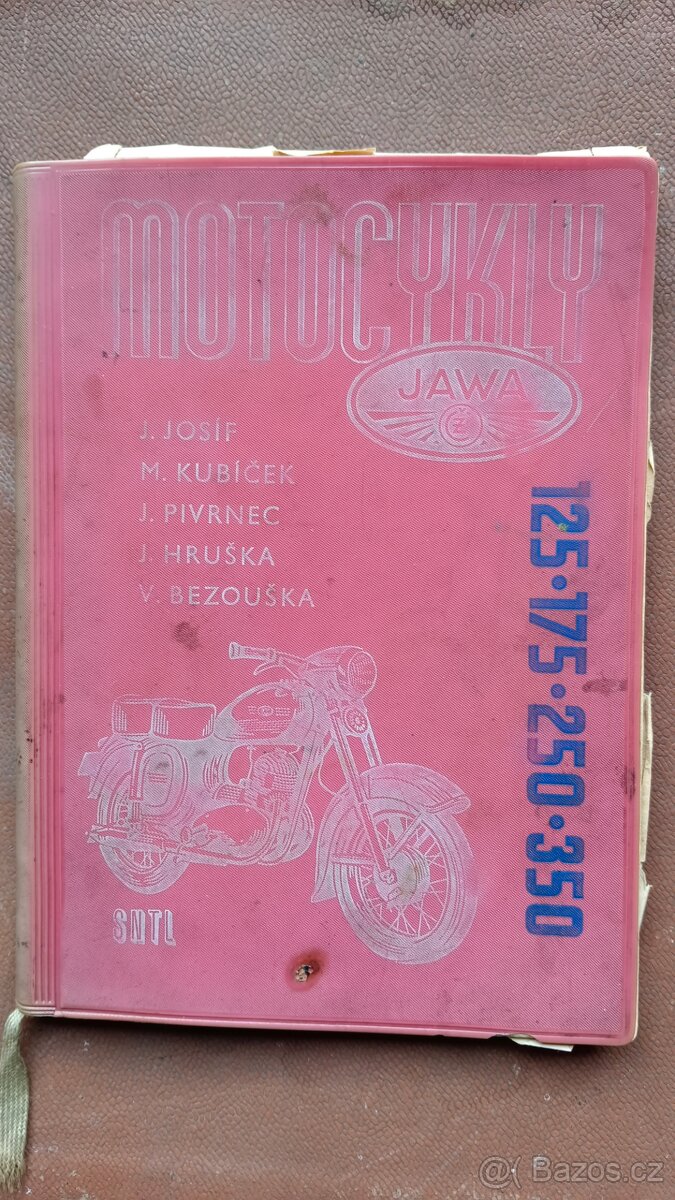 MOTOCYKLY
JAWA
J. JOSÍF
M. KUBÍČEK
J. PIVRNEC
J. HRUŠKA
V. BEZOUŠKA
125·175·250·350
SNTL
@ Bazos.cz